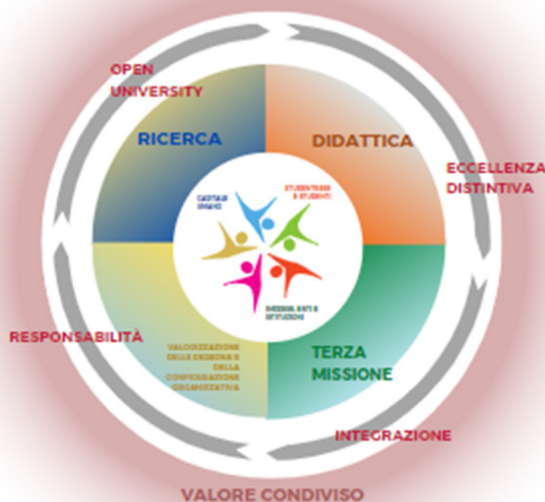 OPEN
UNIVERSITY
RICERCA
DIDATTICA
ECCELLENZA
DISTINTIVA
CAPITALE
UMANO
STUDENTESSE
E STUDENTI
IMPRESE, ENTI E
ISTITUZIONI
RESPONSABILITÀ
VALORIZZAZIONE
DELLE PERSONE E
DELLA
CONFIGURAZIONE
ORGANIZZATIVA
TERZA
MISSIONE
INTEGRAZIONE
VALORE CONDIVISO